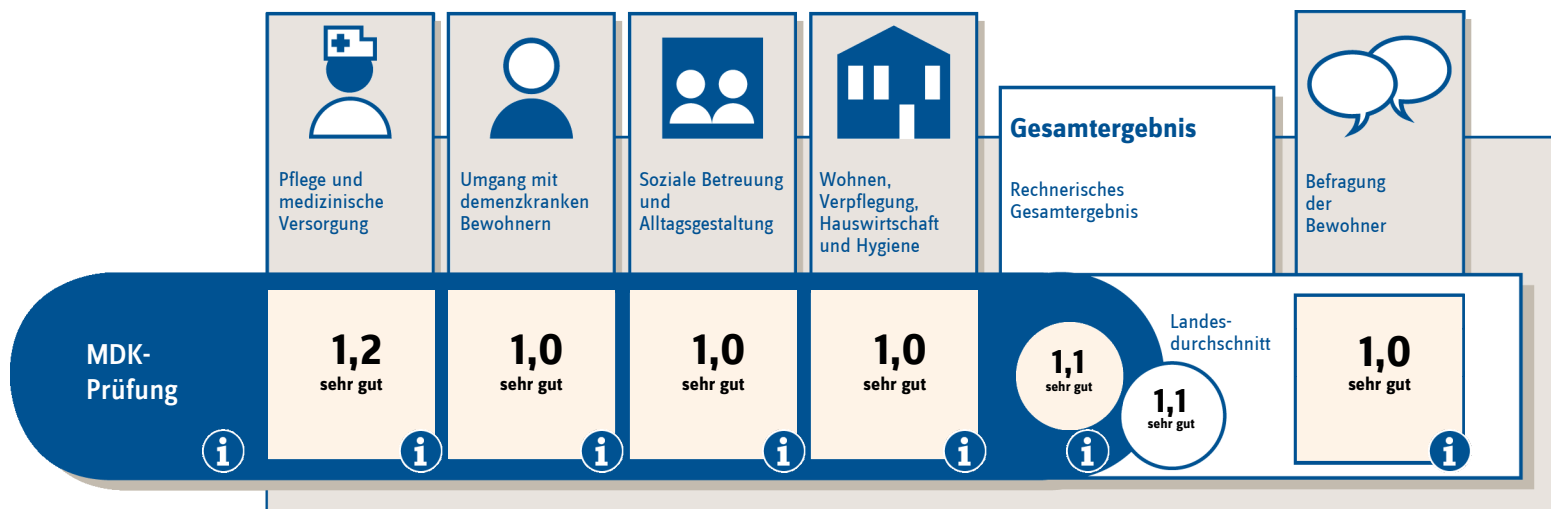 Pflege und
medizinische
Versorgung
Umgang mit
demenzkranken
Bewohnern
Soziale Betreuung
und
Alltagsgestaltung
Wohnen,
Verpflegung,
Hauswirtschaft
und Hygiene
Gesamtergebnis
Rechnerisches
Gesamtergebnis
Befragung
der
Bewohner
MDK-
Prüfung
i
1,2
sehr gut
i
1,0
sehr gut
i
1,0
sehr gut
i
1,0
sehr gut
i
1,1
sehr gut
i
Landes-
durchschnitt
1,1
sehr gut
1,0
sehr gut
i